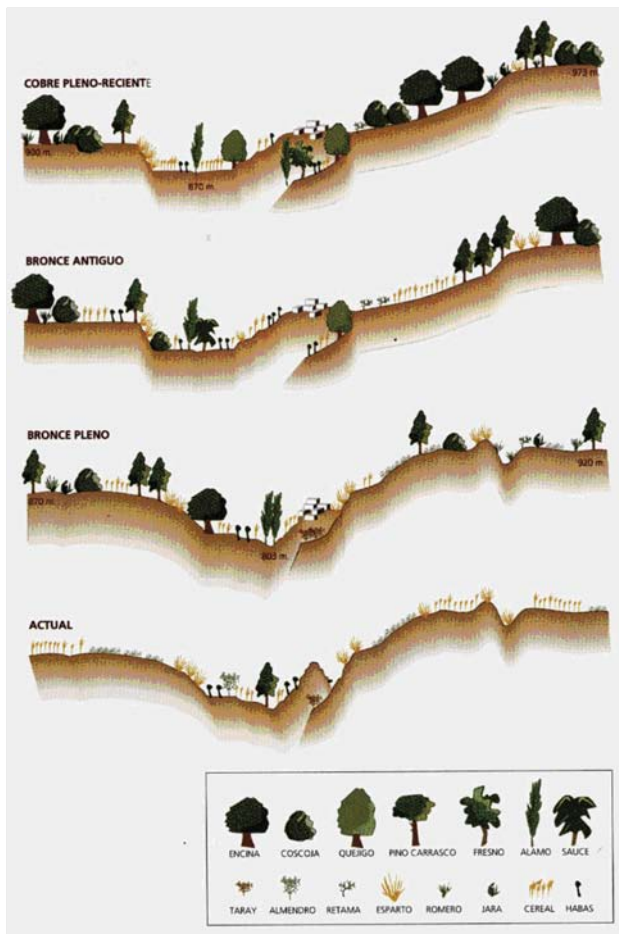 COBRE PLENO-RECIENTE
973 m.
900 m.
870 m.
BRONCE ANTIGUO
BRONCE PLENO
870 m.
920 m.
803 m.
ACTUAL
ENCINA COSCOJA QUEJIGO PINO CARRASCO FRESNO ALAMO SAUCE
TARAY ALMENDRO RETAMA ESPARTO ROMERO JARA CEREAL HABAS